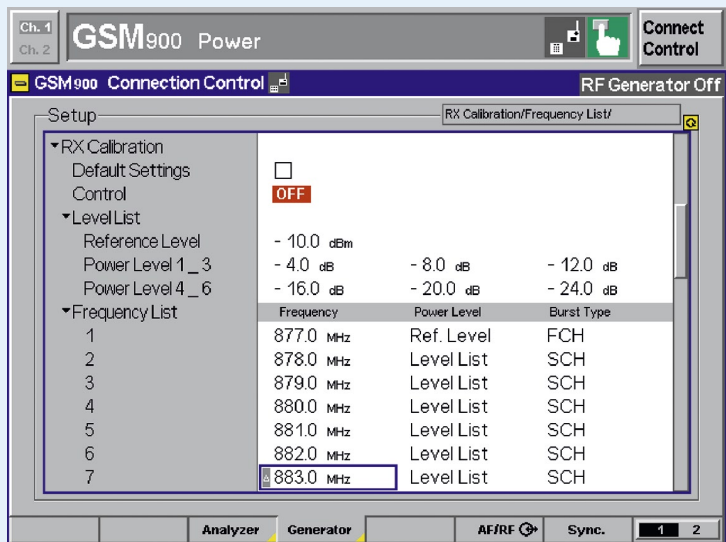 Ch. 1
Ch. 2
GSM900 Power
Connect
Control
GSM900 Connection Control
RF Generator Off
Setup
RX Calibration/Frequency List/
RX Calibration
Default Settings
Control OFF
Level List
Reference Level - 10.0 dBm
Power Level 1 _ 3 - 4.0 dB - 8.0 dB - 12.0 dB
Power Level 4 _ 6 - 16.0 dB - 20.0 dB - 24.0 dB
Frequency List Frequency Power Level Burst Type
1 877.0 MHz Ref. Level FCH
2 878.0 MHz Level List SCH
3 879.0 MHz Level List SCH
4 880.0 MHz Level List SCH
5 881.0 MHz Level List SCH
6 882.0 MHz Level List SCH
7 883.0 MHz Level List SCH
Analyzer Generator AF/RF Sync. 1 2